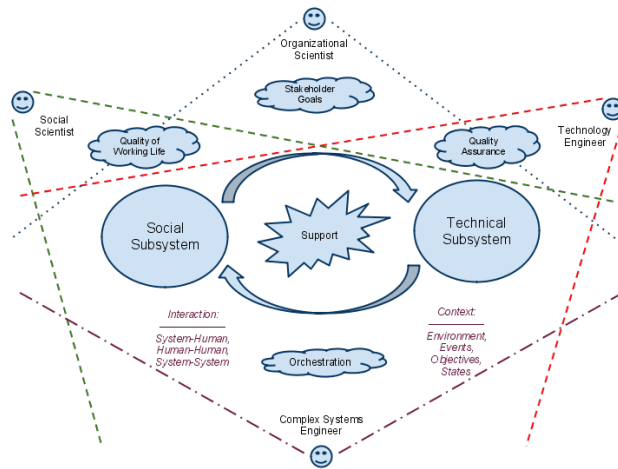 Organizational
Scientist
Stakeholder
Goals
Social
Scientist
Technology
Engineer
Quality of
Working Life
Quality
Assurance
Social
Subsystem
Support
Technical
Subsystem
Interaction:
System-Human,
Human-Human,
System-System
Context:
Environment,
Events,
Objectives,
States
Orchestration
Complex Systems
Engineer